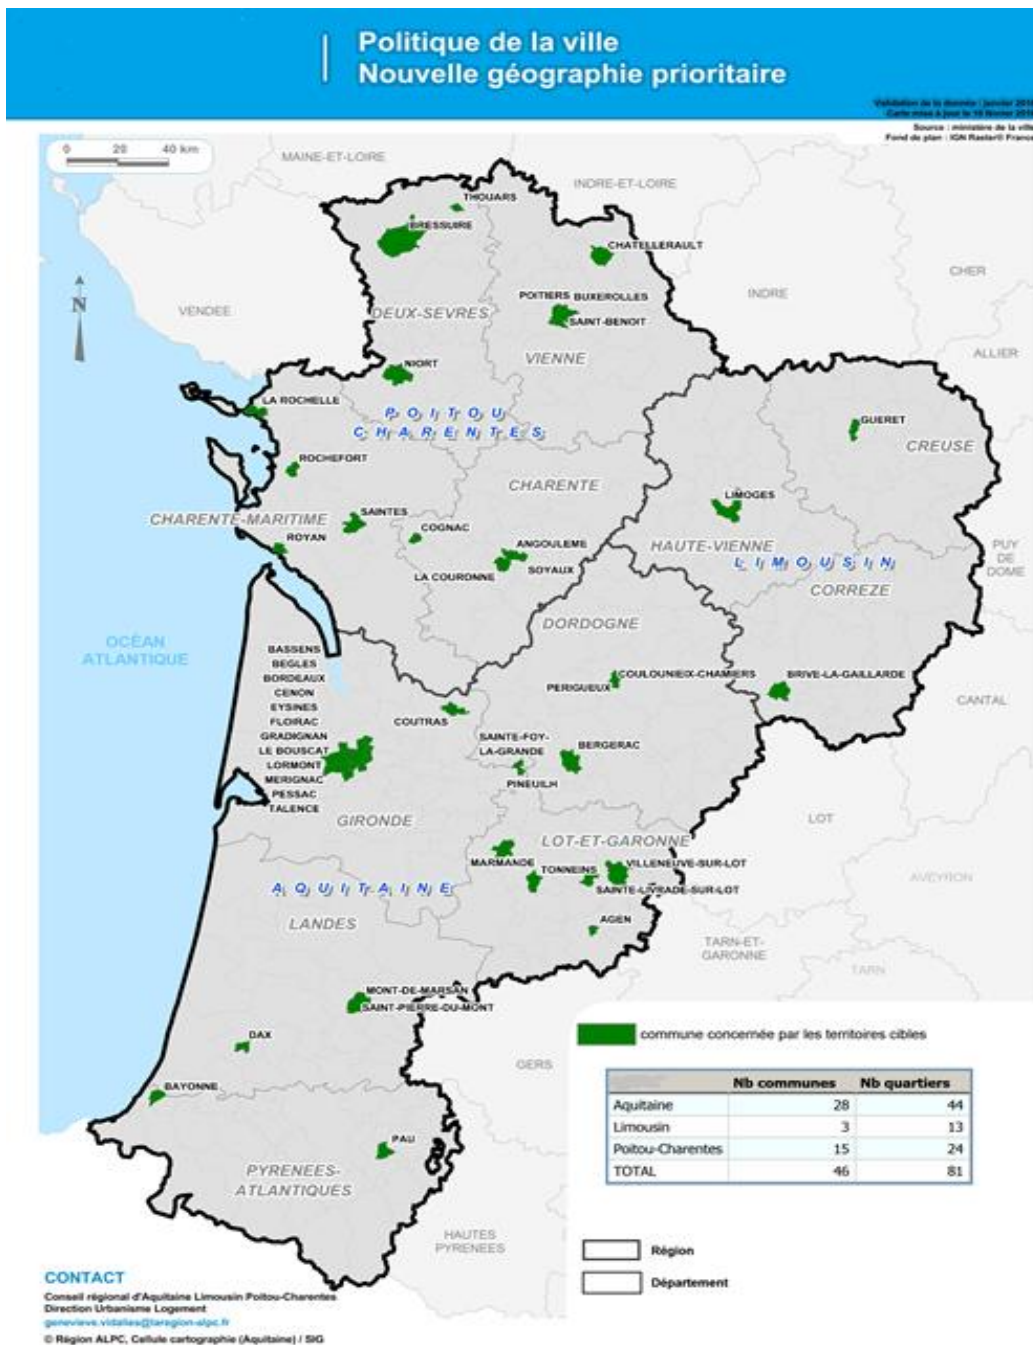 Politique de la ville
Nouvelle géographie prioritaire
Source : ministère de la ville
Fond de plan : IGN Raster® France
0 20 40 km
MAINE-ET-LOIRE
INDRE-ET-LOIRE
THOUARS
BRESSUIRE
CHATELLERAULT
CHER
INDRE
N
VENDEE
POITIERS BUXEROLLES
SAINT-BENOIT
DEUX-SEVRES
VIENNE
ALLIER
NIORT
LA ROCHELLE
POITOU
CHARENTES
GUERET
CREUSE
ROCHEFORT
CHARENTE
LIMOGES
CHARENTE-MARITIME
SAINTES
COGNAC
ROYAN
ANGOULEME
SOYAUX
LA COURONNE
HAUTE-VIENNE
LIMOUSIN
PUY
DE
DOME
CORREZE
DORDOGNE
OCÉAN
ATLANTIQUE
BASSENS
BEGLES
BORDEAUX
CENON
EYSINES
FLOIRAC
GRADIGNAN
LE BOUSCAT
LORMONT
MERIGNAC
PESSAC
TALENCE
COULOUNIEIX-CHAMIERS
PERIGUEUX
BRIVE-LA-GAILLARDE
CANTAL
COUTRAS
SAINTE-FOY-
LA-GRANDE
BERGERAC
PINEUILH
GIRONDE
LOT
LOT-ET-GARONNE
MARMANDE
TONNEINS
VILLENEUVE-SUR-LOT
SAINTE-LIVRADE-SUR-LOT
AVEYRON
AQUITAINE
LANDES
AGEN
TARN-ET-
GARONNE
TARN
MONT-DE-MARSAN
SAINT-PIERRE-DU-MONT
DAX
GERS
BAYONNE
PAU
PYRENEES-
ATLANTIQUES
HAUTES
PYRENEES
commune concernée par les territoires cibles
Nb communes Nb quartiers
Aquitaine 28 44
Limousin 3 13
Poitou-Charentes 15 24
TOTAL 46 81
Région
Département
CONTACT
Conseil régional d'Aquitaine Limousin Poitou-Charentes
Direction Urbanisme Logement
genevieve.vidalies@laregion-alpc.fr
© Région ALPC, Cellule cartographie (Aquitaine) / SIG